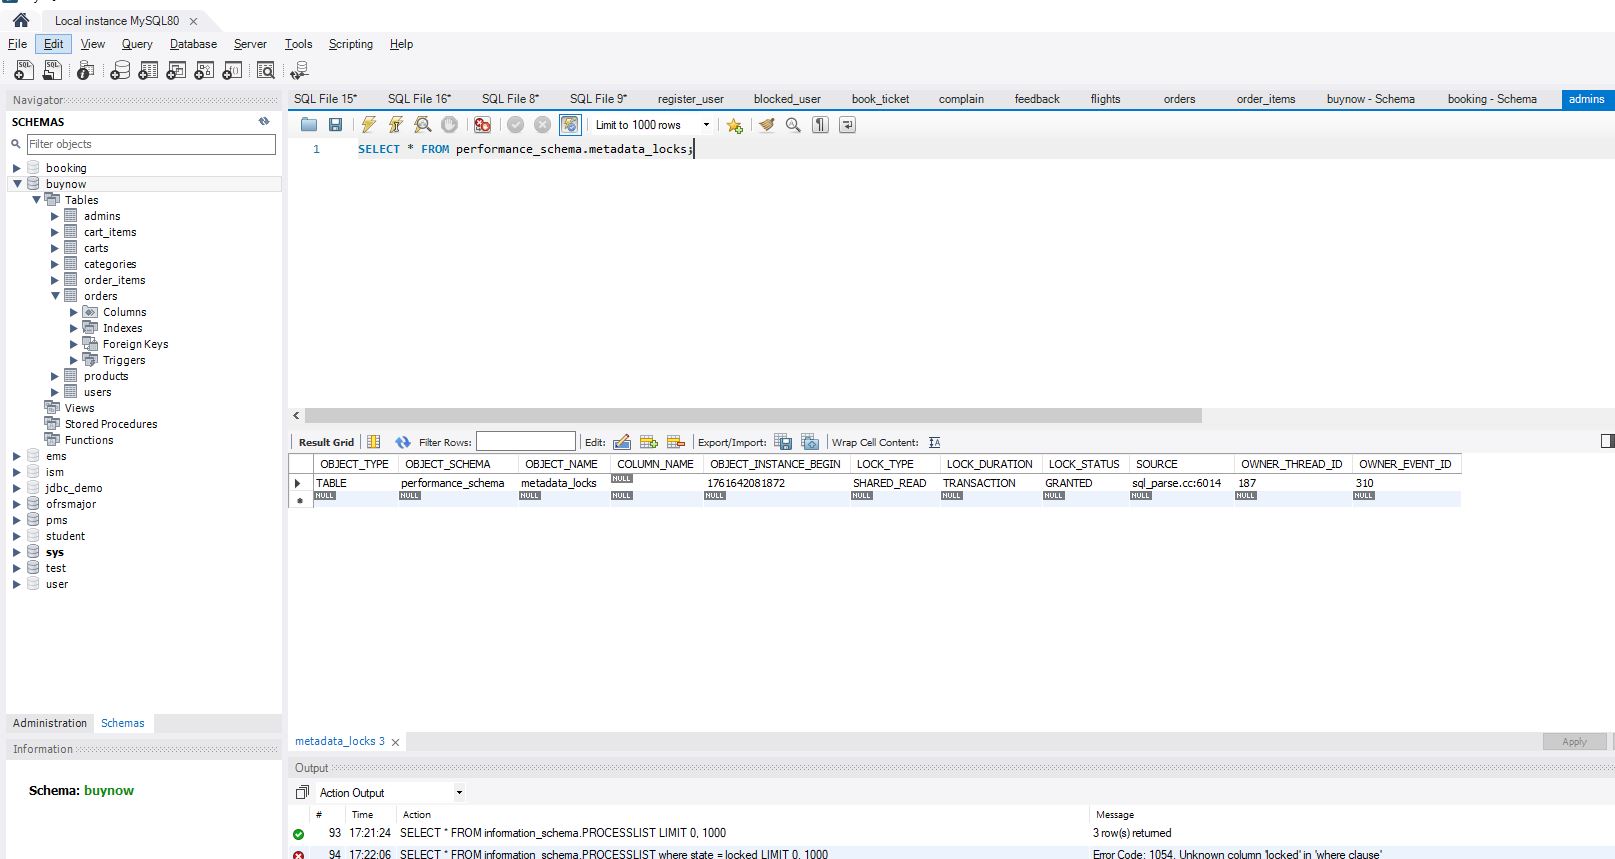 Local instance MySQL80
File Edit View Query Database Server Tools Scripting Help
Navigator
SCHEMAS
Filter objects
booking
buynow
Tables
admins
cart_items
carts
categories
order_items
orders
Columns
Indexes
Foreign Keys
Triggers
products
users
Views
Stored Procedures
Functions
ems
ism
jdbc_demo
ofrsmajor
pms
student
sys
test
user
Administration Schemas
Information
Schema: buynow
SQL File 15* SQL File 16* SQL File 8* SQL File 9* register_user blocked_user book_ticket complain feedback flights orders order_items buynow - Schema booking - Schema admins
Limit to 1000 rows
1 SELECT * FROM performance_schema.metadata_locks;
Result Grid Filter Rows: Edit: Export/Import: Wrap Cell Content:
OBJECT_TYPE OBJECT_SCHEMA OBJECT_NAME COLUMN_NAME OBJECT_INSTANCE_BEGIN LOCK_TYPE LOCK_DURATION LOCK_STATUS SOURCE OWNER_THREAD_ID OWNER_EVENT_ID
TABLE performance_schema metadata_locks NULL 1761642081872 SHARED_READ TRANSACTION GRANTED sql_parse.cc:6014 187 310
NULL NULL NULL NULL NULL NULL NULL NULL NULL NULL NULL
metadata_locks 3
Apply
Output
Action Output
# Time Action Message
93 17:21:24 SELECT * FROM information_schema.PROCESSLIST LIMIT 0, 1000 3 row(s) returned
94 17:22:06 SELECT * FROM information_schema.PROCESSLIST where state = locked LIMIT 0, 1000 Error Code: 1054. Unknown column 'locked' in 'where clause'